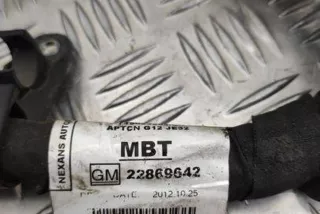 NEXANS AUTO
APTCN G12 JE52
MBT
GM 22869642
DATE 2012.10.25